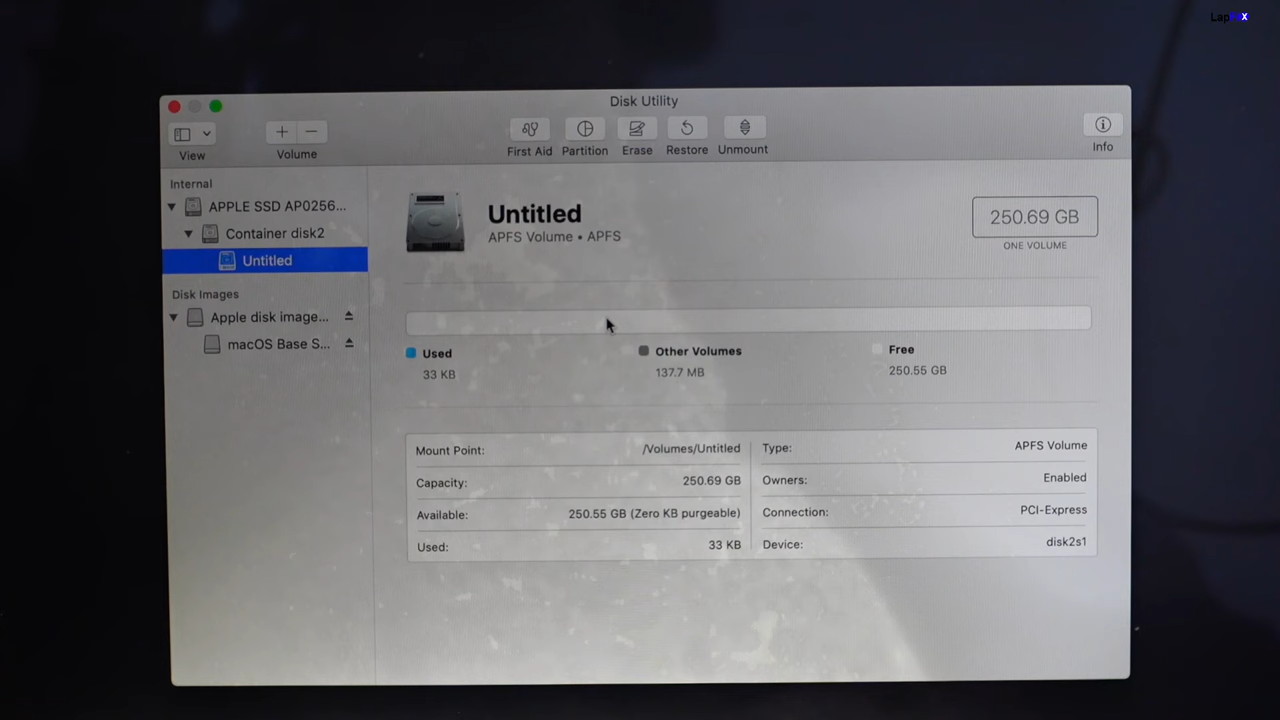 LapFiX
Disk Utility
View
Volume
First Aid
Partition
Erase
Restore
Unmount
Info
Internal
APPLE SSD AP0256...
Container disk2
Untitled
Disk Images
Apple disk image...
macOS Base S...
Untitled
APFS Volume • APFS
250.69 GB
ONE VOLUME
Used
33 KB
Other Volumes
137.7 MB
Free
250.55 GB
Mount Point: /Volumes/Untitled
Capacity: 250.69 GB
Available: 250.55 GB (Zero KB purgeable)
Used: 33 KB
Type: APFS Volume
Owners: Enabled
Connection: PCI-Express
Device: disk2s1